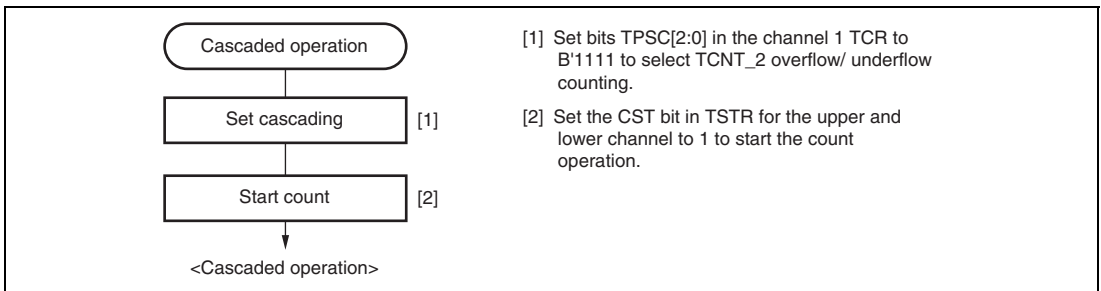 Cascaded operation
Set cascading
[1]
Start count
[2]
<Cascaded operation>
[1] Set bits TPSC[2:0] in the channel 1 TCR to
B'1111 to select TCNT_2 overflow/ underflow
counting.
[2] Set the CST bit in TSTR for the upper and
lower channel to 1 to start the count
operation.